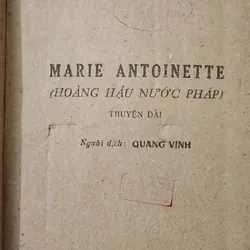 MARIE ANTOINETTE
(HOÀNG HẬU NƯỚC PHÁP)
TRUYỆN DÀI
Người dịch: QUANG VINH